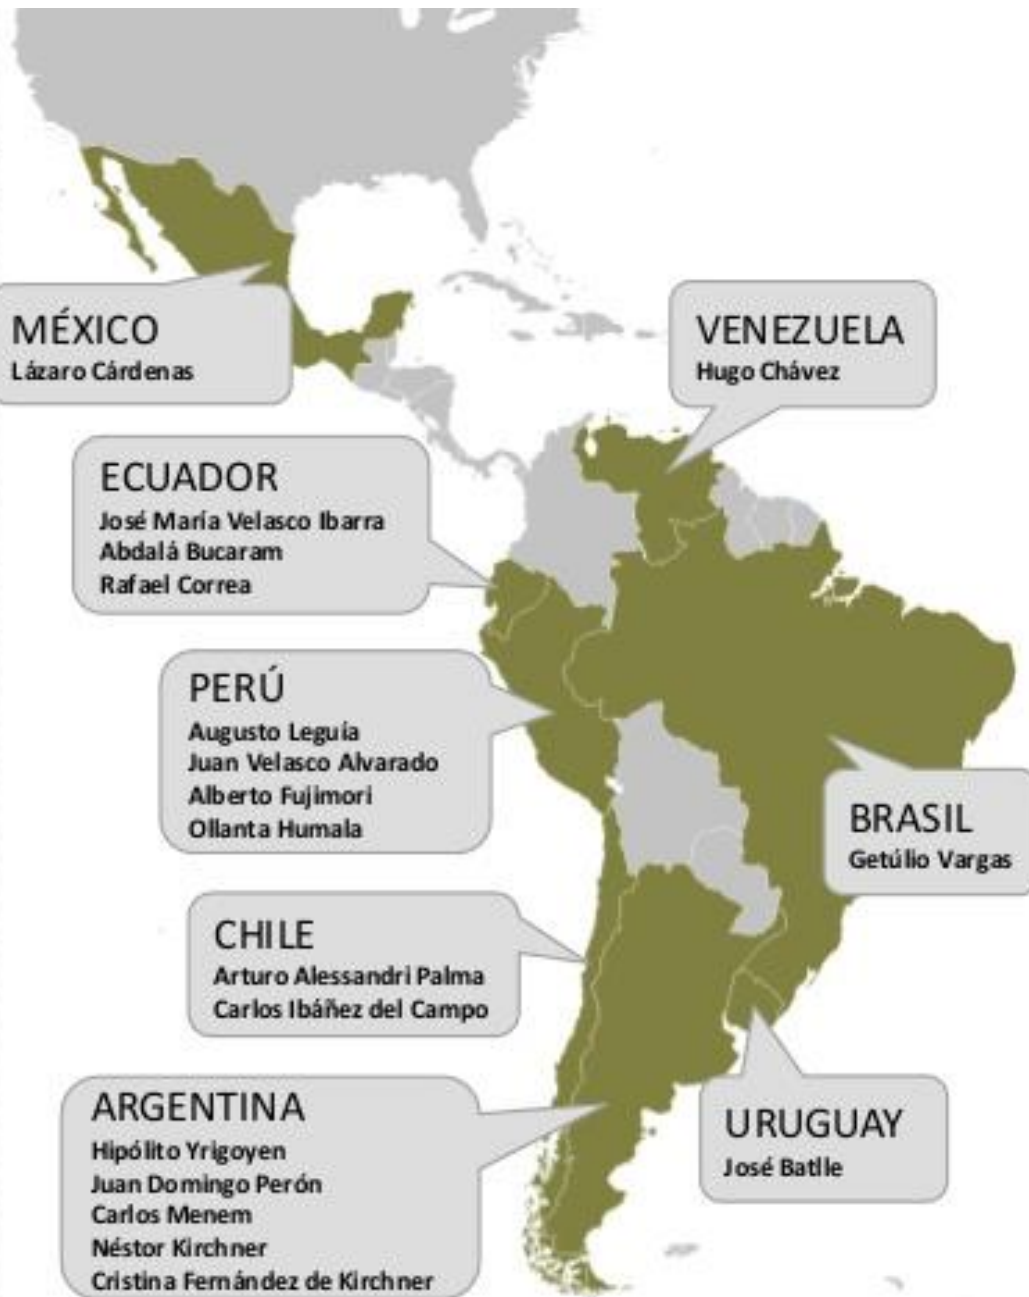 MÉXICO
Lázaro Cárdenas
VENEZUELA
Hugo Chávez
ECUADOR
José María Velasco Ibarra
Abdalá Bucaram
Rafael Correa
PERÚ
Augusto Leguía
Juan Velasco Alvarado
Alberto Fujimori
Ollanta Humala
BRASIL
Getúlio Vargas
CHILE
Arturo Alessandri Palma
Carlos Ibáñez del Campo
ARGENTINA
Hipólito Yrigoyen
Juan Domingo Perón
Carlos Menem
Néstor Kirchner
Cristina Fernández de Kirchner
URUGUAY
José Batlle